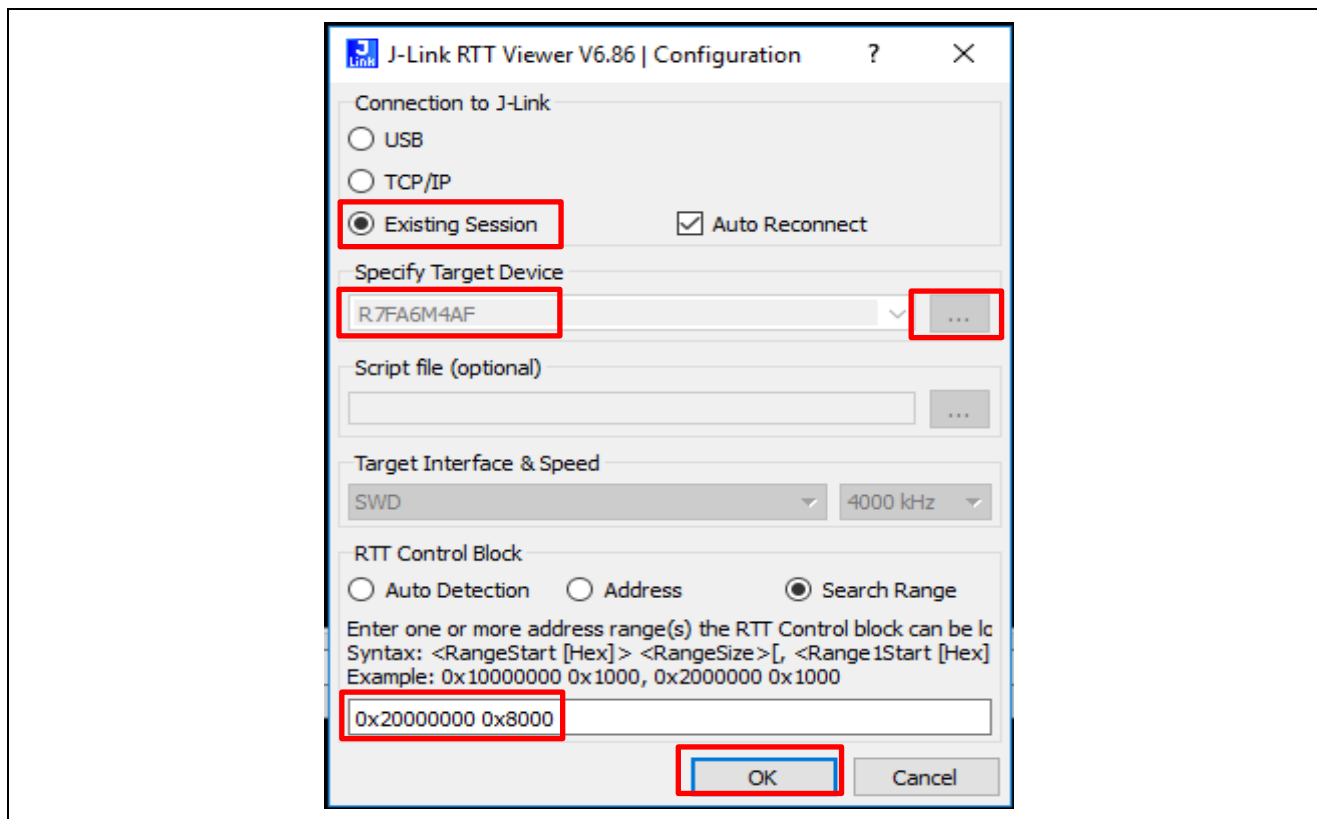 J-Link RTT Viewer V6.86 | Configuration ?
Connection to J-Link
USB
TCP/IP
Existing Session Auto Reconnect
Specify Target Device
R7FA6M4AF ...
Script file (optional)
...
Target Interface & Speed
SWD 4000 kHz
RTT Control Block
Auto Detection Address Search Range
Enter one or more address range(s) the RTT Control block can be lc
Syntax: <RangeStart [Hex]> <RangeSize>[, <Range1Start [Hex]
Example: 0x10000000 0x1000, 0x2000000 0x1000
0x20000000 0x8000
OK Cancel